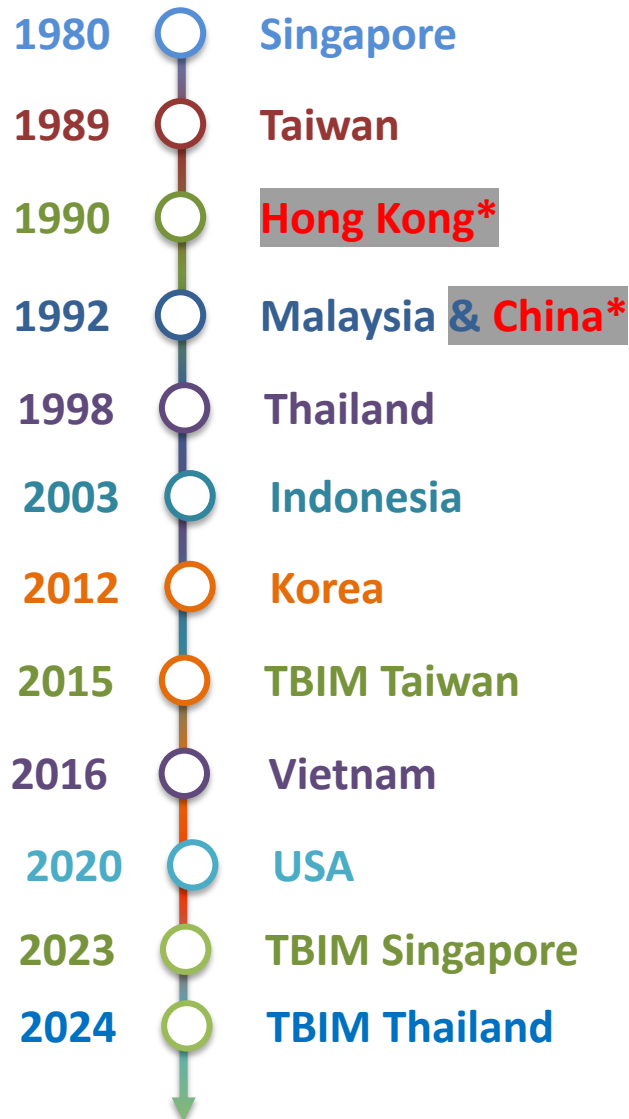 1980 Singapore
1989 Taiwan
1990 Hong Kong*
1992 Malaysia & China*
1998 Thailand
2003 Indonesia
2012 Korea
2015 TBIM Taiwan
2016 Vietnam
2020 USA
2023 TBIM Singapore
2024 TBIM Thailand